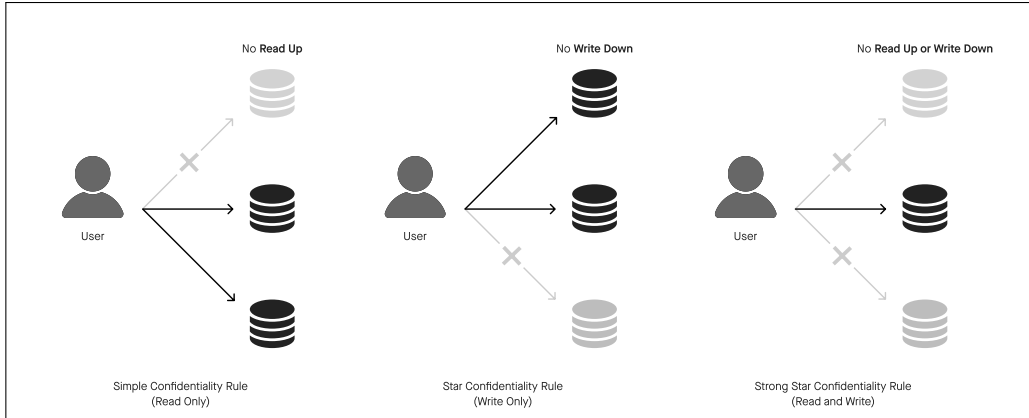 No Read Up
No Write Down
No Read Up or Write Down
User
User
User
Simple Confidentiality Rule
(Read Only)
Star Confidentiality Rule
(Write Only)
Strong Star Confidentiality Rule
(Read and Write)